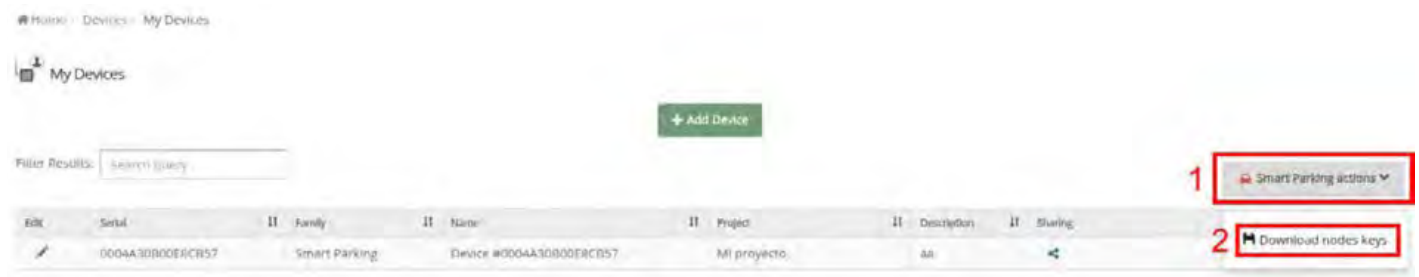 Home Devices My Devices
My Devices
+ Add Device
Filter Results: Search Query
1 Smart Parking actions
Edit Serial Family Name Project Description Sharing
2 Download nodes keys
0004A30B00E8CB57 Smart Parking Device #0004A30B00E8CB57 Mi proyecto aa